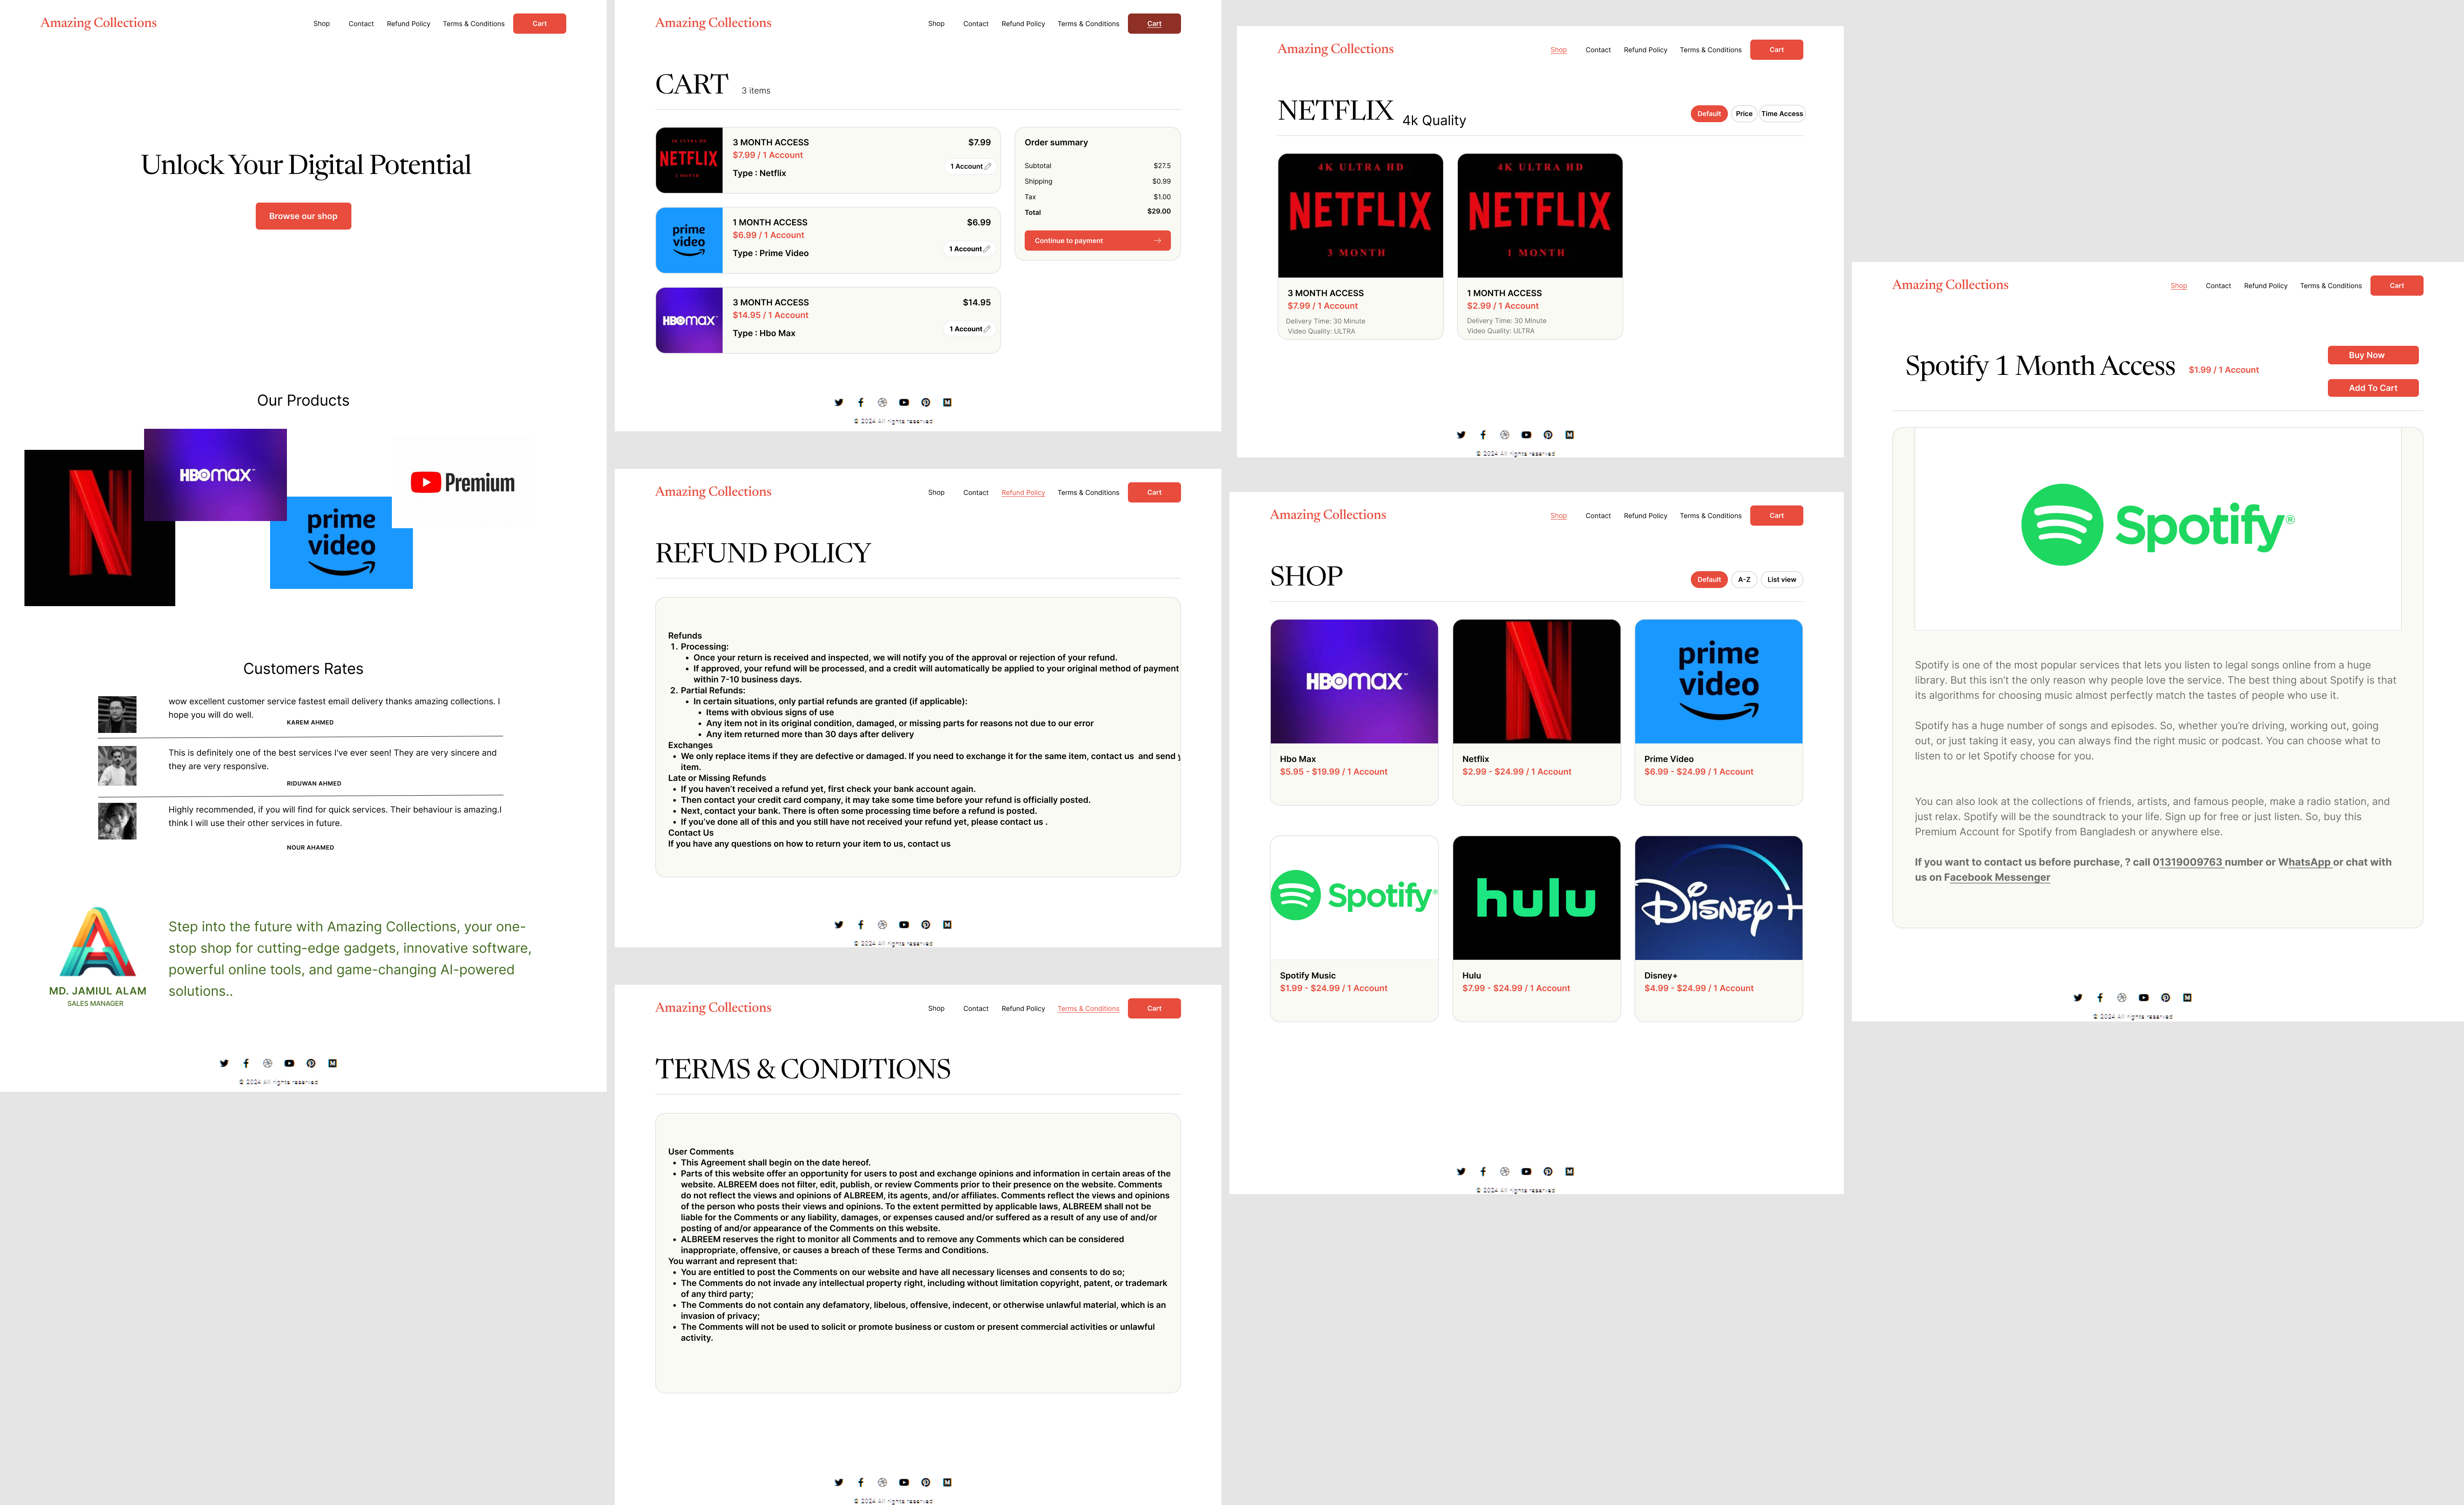 Amazing Collections
Shop Contact Refund Policy Terms & Conditions Cart
Unlock Your Digital Potential
Browse our shop
Our Products
N
HBOMAX
prime
video
Premium
Customers Rates
wow excellent customer service fastest email delivery thanks amazing collections. I
hope you will do well.
KAREM AHMED
This is definitely one of the best services I've ever seen! They are very sincere and
they are very responsive.
RIDUWAN AHMED
Highly recommended, if you will find for quick services. Their behaviour is amazing.I
think I will use their other services in future.
NOUR AHAMED
MD. JAMIUL ALAM
SALES MANAGER
Step into the future with Amazing Collections, your one-
stop shop for cutting-edge gadgets, innovative software,
powerful online tools, and game-changing AI-powered
solutions..
© 2024 All rights reserved
Amazing Collections
Shop Contact Refund Policy Terms & Conditions Cart
CART 3 items
4K ULTRA HD
NETFLIX
3 MONTH
3 MONTH ACCESS $7.99
$7.99 / 1 Account
1 Account
Type : Netflix
prime
video
1 MONTH ACCESS $6.99
$6.99 / 1 Account
1 Account
Type : Prime Video
HBOMAX
3 MONTH ACCESS $14.95
$14.95 / 1 Account
1 Account
Type : Hbo Max
Order summary
Subtotal $27.5
Shipping $0.99
Tax $1.00
Total $29.00
Continue to payment →
© 2024 All rights reserved
Amazing Collections
Shop Contact Refund Policy Terms & Conditions Cart
REFUND POLICY
Refunds
1. Processing:
• Once your return is received and inspected, we will notify you of the approval or rejection of your refund.
• If approved, your refund will be processed, and a credit will automatically be applied to your original method of payment
within 7-10 business days.
2. Partial Refunds:
• In certain situations, only partial refunds are granted (if applicable):
• Items with obvious signs of use
• Any item not in its original condition, damaged, or missing parts for reasons not due to our error
• Any item returned more than 30 days after delivery
Exchanges
• We only replace items if they are defective or damaged. If you need to exchange it for the same item, contact us and send
item.
Late or Missing Refunds
• If you haven't received a refund yet, first check your bank account again.
• Then contact your credit card company, it may take some time before your refund is officially posted.
• Next, contact your bank. There is often some processing time before a refund is posted.
• If you've done all of this and you still have not received your refund yet, please contact us .
Contact Us
If you have any questions on how to return your item to us, contact us
© 2024 All rights reserved
Amazing Collections
Shop Contact Refund Policy Terms & Conditions Cart
TERMS & CONDITIONS
User Comments
• This Agreement shall begin on the date hereof.
• Parts of this website offer an opportunity for users to post and exchange opinions and information in certain areas of the
website. ALBREEM does not filter, edit, publish, or review Comments prior to their presence on the website. Comments
do not reflect the views and opinions of ALBREEM, its agents, and/or affiliates. Comments reflect the views and opinions
of the person who posts their views and opinions. To the extent permitted by applicable laws, ALBREEM shall not be
liable for the Comments or any liability, damages, or expenses caused and/or suffered as a result of any use of and/or
posting of and/or appearance of the Comments on this website.
• ALBREEM reserves the right to monitor all Comments and to remove any Comments which can be considered
inappropriate, offensive, or causes a breach of these Terms and Conditions.
You warrant and represent that:
• You are entitled to post the Comments on our website and have all necessary licenses and consents to do so;
• The Comments do not invade any intellectual property right, including without limitation copyright, patent, or trademark
of any third party;
• The Comments do not contain any defamatory, libelous, offensive, indecent, or otherwise unlawful material, which is an
invasion of privacy;
• The Comments will not be used to solicit or promote business or custom or present commercial activities or unlawful
activity.
© 2024 All rights reserved
Amazing Collections
Shop Contact Refund Policy Terms & Conditions Cart
NETFLIX 4k Quality
Default Price Time Access
4K ULTRA HD
NETFLIX
3 MONTH
3 MONTH ACCESS
$7.99 / 1 Account
Delivery Time: 30 Minute
Video Quality: ULTRA
4K ULTRA HD
NETFLIX
1 MONTH
1 MONTH ACCESS
$2.99 / 1 Account
Delivery Time: 30 Minute
Video Quality: ULTRA
© 2024 All rights reserved
Amazing Collections
Shop Contact Refund Policy Terms & Conditions Cart
SHOP
Default A-Z List view
HBOMAX
Hbo Max
$5.95 - $19.99 / 1 Account
N
Netflix
$2.99 - $24.99 / 1 Account
prime
video
Prime Video
$6.99 - $24.99 / 1 Account
Spotify®
Spotify Music
$1.99 - $24.99 / 1 Account
hulu
Hulu
$7.99 - $24.99 / 1 Account
Disney+
Disney+
$4.99 - $24.99 / 1 Account
© 2024 All rights reserved
Amazing Collections
Shop Contact Refund Policy Terms & Conditions Cart
Spotify 1 Month Access $1.99 / 1 Account
Buy Now
Add To Cart
Spotify®
Spotify is one of the most popular services that lets you listen to legal songs online from a huge
library. But this isn't the only reason why people love the service. The best thing about Spotify is that
its algorithms for choosing music almost perfectly match the tastes of people who use it.
Spotify has a huge number of songs and episodes. So, whether you're driving, working out, going
out, or just taking it easy, you can always find the right music or podcast. You can choose what to
listen to or let Spotify choose for you.
You can also look at the collections of friends, artists, and famous people, make a radio station, and
just relax. Spotify will be the soundtrack to your life. Sign up for free or just listen. So, buy this
Premium Account for Spotify from Bangladesh or anywhere else.
If you want to contact us before purchase, ? call 01319009763 number or WhatsApp or chat with
us on Facebook Messenger
© 2024 All rights reserved